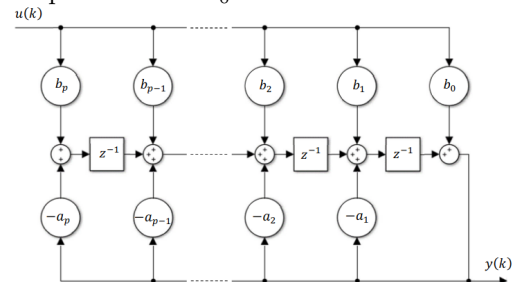 u(k)
b_p b_{p-1} b_2 b_1 b_0
+ + z^{-1} + + + + + + z^{-1} + + + z^{-1} + +
-a_p -a_{p-1} -a_2 -a_1
y(k)